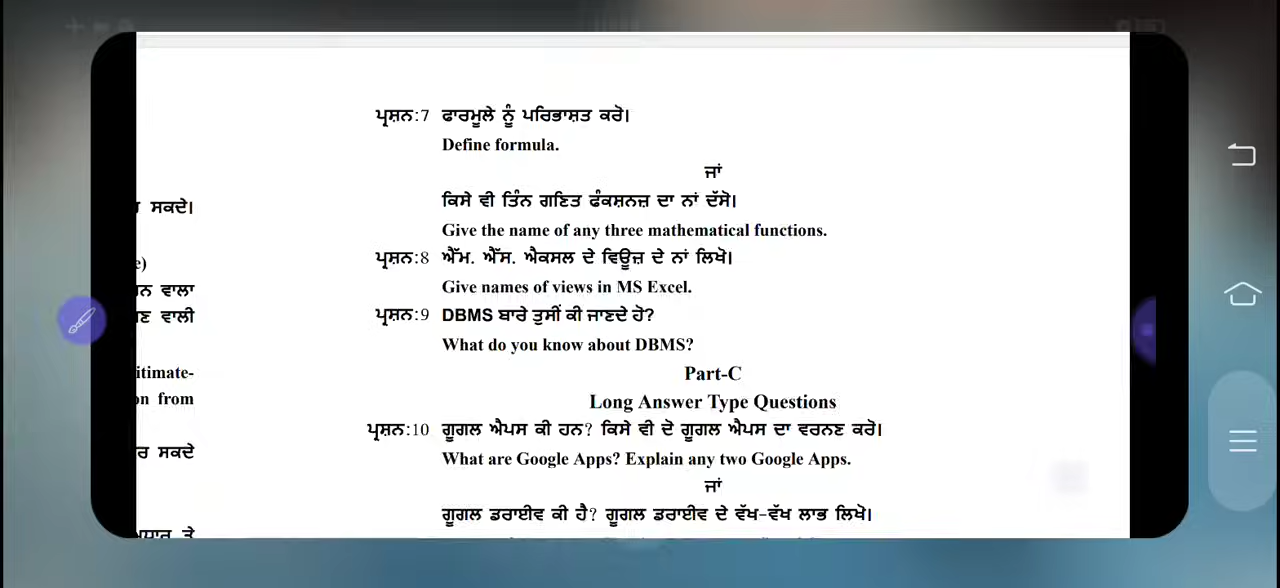 ਪ੍ਰਸ਼ਨ:7 ਫਾਰਮੂਲੇ ਨੂੰ ਪਰਿਭਾਸ਼ਤ ਕਰੋ।
Define formula.
ਜਾਂ
ਕਿਸੇ ਵੀ ਤਿੰਨ ਗਣਿਤ ਫੰਕਸ਼ਨਜ਼ ਦਾ ਨਾਂ ਦੱਸੋ।
ਸਕਦੇ।
Give the name of any three mathematical functions.
ਪ੍ਰਸ਼ਨ:8 ਐੱਮ. ਐੱਸ. ਐਕਸਲ ਦੇ ਵਿਊਜ਼ ਦੇ ਨਾਂ ਲਿਖੋ।
e)
Give names of views in MS Excel.
ਨ ਵਾਲਾ
ਪ੍ਰਸ਼ਨ:9 DBMS ਬਾਰੇ ਤੁਸੀਂ ਕੀ ਜਾਣਦੇ ਹੋ?
ਣ ਵਾਲੀ
What do you know about DBMS?
Part-C
itimate-
Long Answer Type Questions
on from
ਪ੍ਰਸ਼ਨ:10 ਗੂਗਲ ਐਪਸ ਕੀ ਹਨ? ਕਿਸੇ ਵੀ ਦੋ ਗੂਗਲ ਐਪਸ ਦਾ ਵਰਨਣ ਕਰੋ।
What are Google Apps? Explain any two Google Apps.
ਰ ਸਕਦੇ
ਜਾਂ
ਗੂਗਲ ਡਰਾਈਵ ਕੀ ਹੈ? ਗੂਗਲ ਡਰਾਈਵ ਦੇ ਵੱਖ-ਵੱਖ ਲਾਭ ਲਿਖੋ।